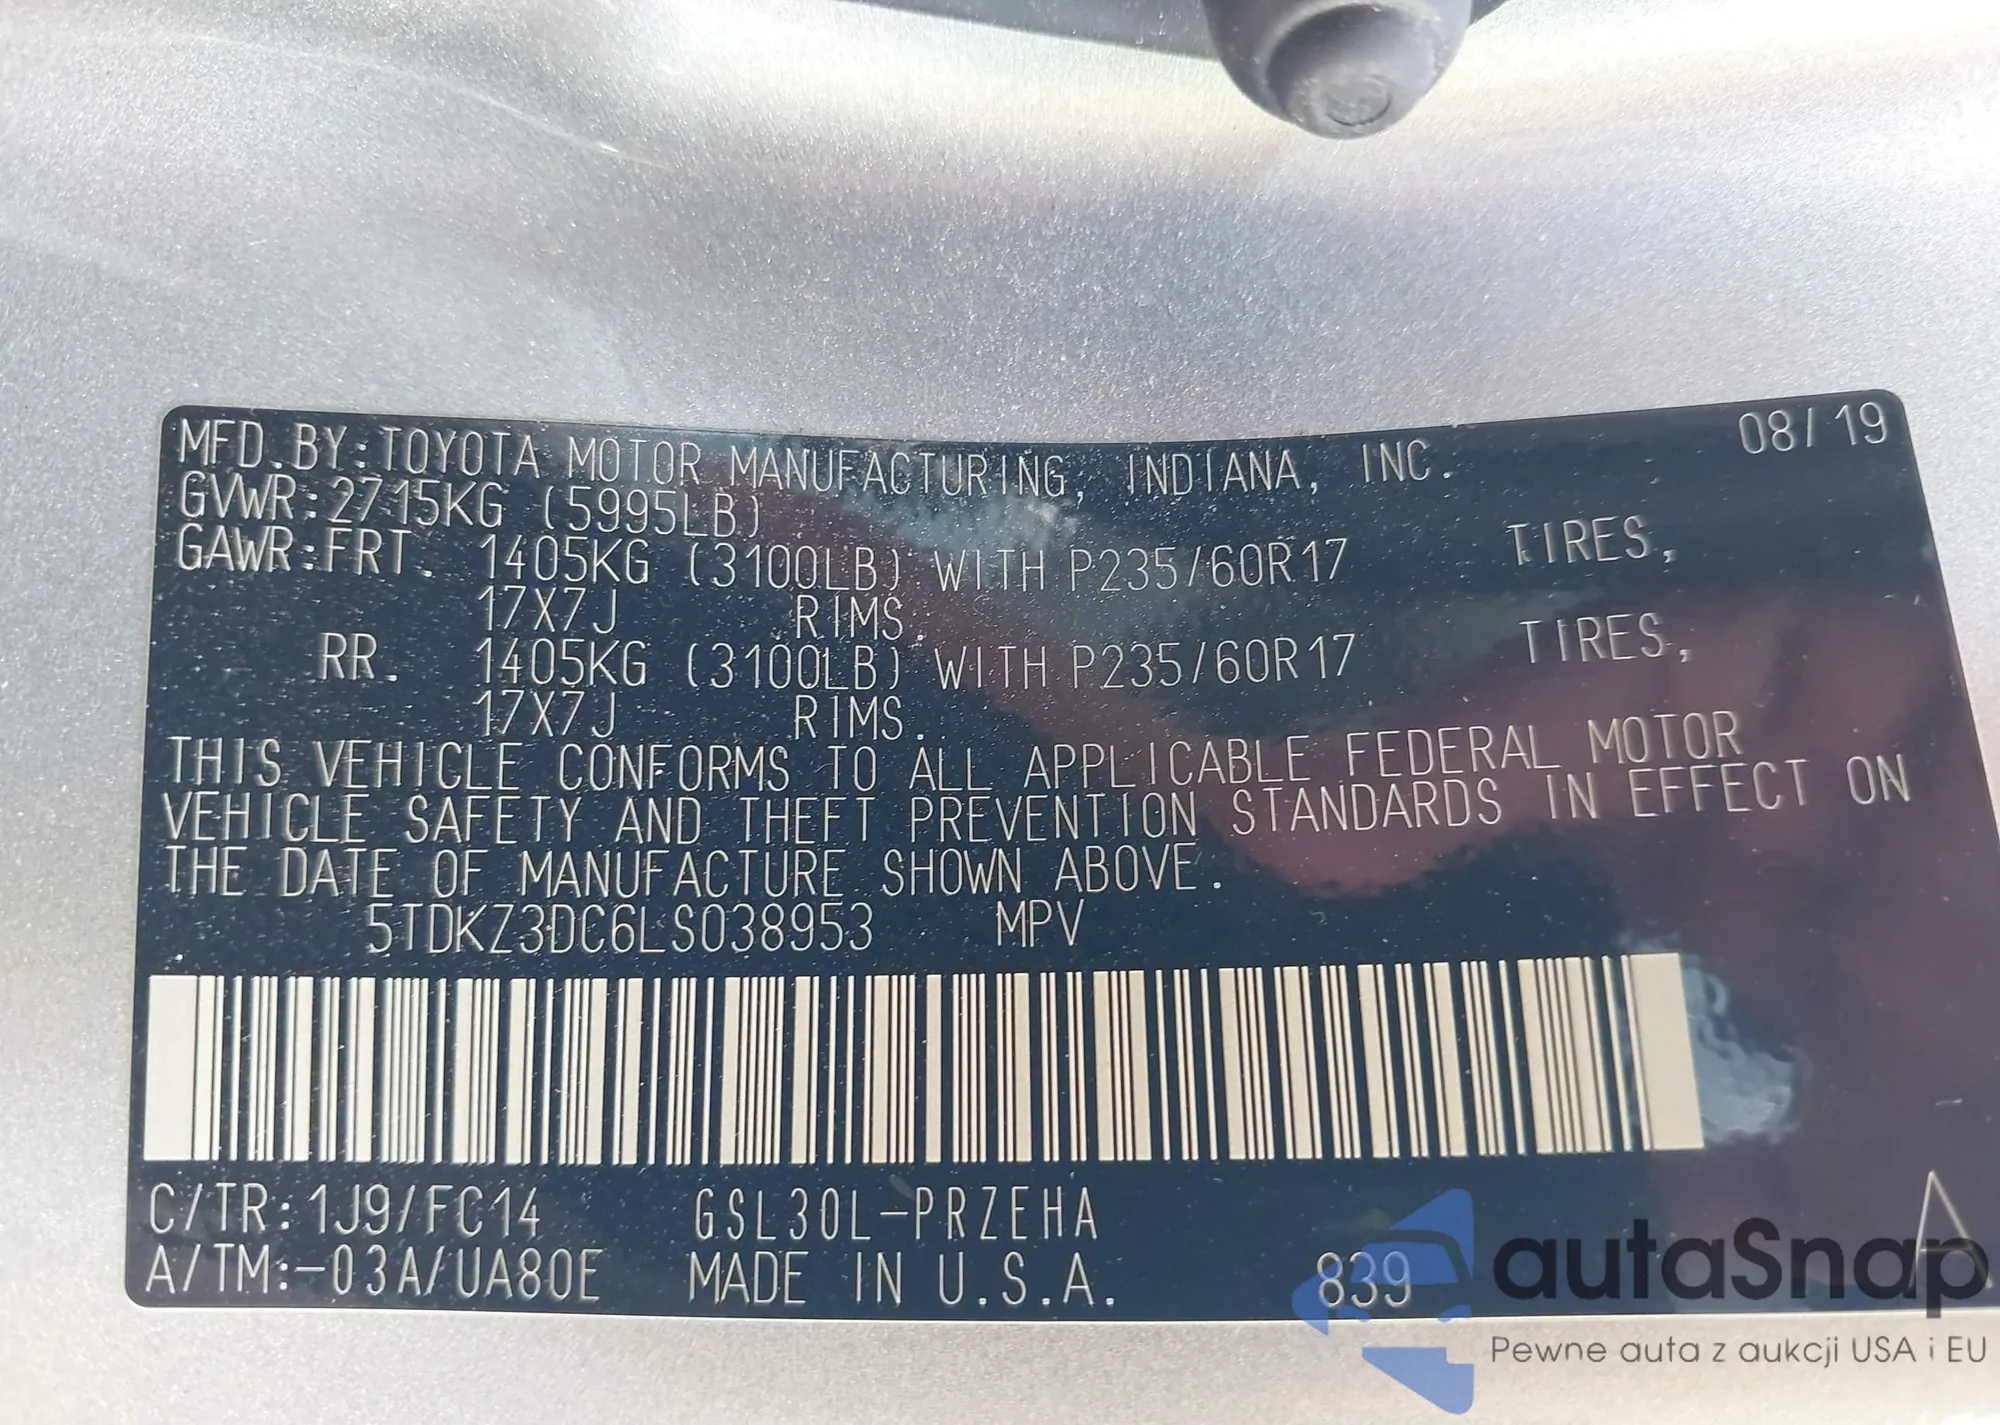 MFD.BY:TOYOTA MOTOR MANUFACTURING, INDIANA, INC. 08/19
GVWR:2715KG (5995LB)
GAWR:FRT. 1405KG (3100LB) WITH P235/60R17 TIRES,
17X7J RIMS,
RR. 1405KG (3100LB) WITH P235/60R17 TIRES,
17X7J RIMS.
THIS VEHICLE CONFORMS TO ALL APPLICABLE FEDERAL MOTOR
VEHICLE SAFETY AND THEFT PREVENTION STANDARDS IN EFFECT ON
THE DATE OF MANUFACTURE SHOWN ABOVE.
5TDKZ3DC6LS038953 MPV
C/TR:1J9/FC14 GSL30L-PRZEHA
A/TM:-03A/UA80E MADE IN U.S.A. 839 A
autaSnap
Pewne auta z aukcji USA i EU